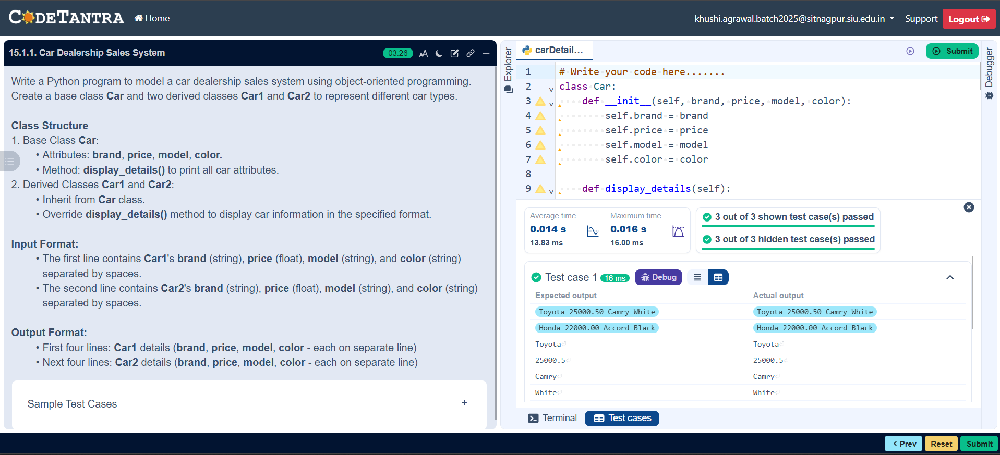 CODETANTRA
Home
khushi.agrawal.batch2025@sitnagpur.siu.edu.in
Support
Logout
15.1.1. Car Dealership Sales System
03:26
AA
Write a Python program to model a car dealership sales system using object-oriented programming.
Create a base class Car and two derived classes Car1 and Car2 to represent different car types.
Class Structure
1. Base Class Car:
• Attributes: brand, price, model, color.
• Method: display_details() to print all car attributes.
2. Derived Classes Car1 and Car2:
• Inherit from Car class.
• Override display_details() method to display car information in the specified format.
Input Format:
• The first line contains Car1's brand (string), price (float), model (string), and color (string)
separated by spaces.
• The second line contains Car2's brand (string), price (float), model (string), and color (string)
separated by spaces.
Output Format:
• First four lines: Car1 details (brand, price, model, color - each on separate line)
• Next four lines: Car2 details (brand, price, model, color - each on separate line)
Sample Test Cases
+
Explorer
carDetail...
Submit
Debugger
1 # Write your code here.......
2 class Car:
3 def __init__(self, brand, price, model, color):
4 self.brand = brand
5 self.price = price
6 self.model = model
7 self.color = color
8
9 def display_details(self):
Average time
0.014 s
13.83 ms
Maximum time
0.016 s
16.00 ms
3 out of 3 shown test case(s) passed
3 out of 3 hidden test case(s) passed
Test case 1 16 ms Debug
Expected output Actual output
Toyota 25000.50 Camry White Toyota 25000.50 Camry White
Honda 22000.00 Accord Black Honda 22000.00 Accord Black
Toyota Toyota
25000.5 25000.5
Camry Camry
White White
Terminal
Test cases
< Prev
Reset
Submit